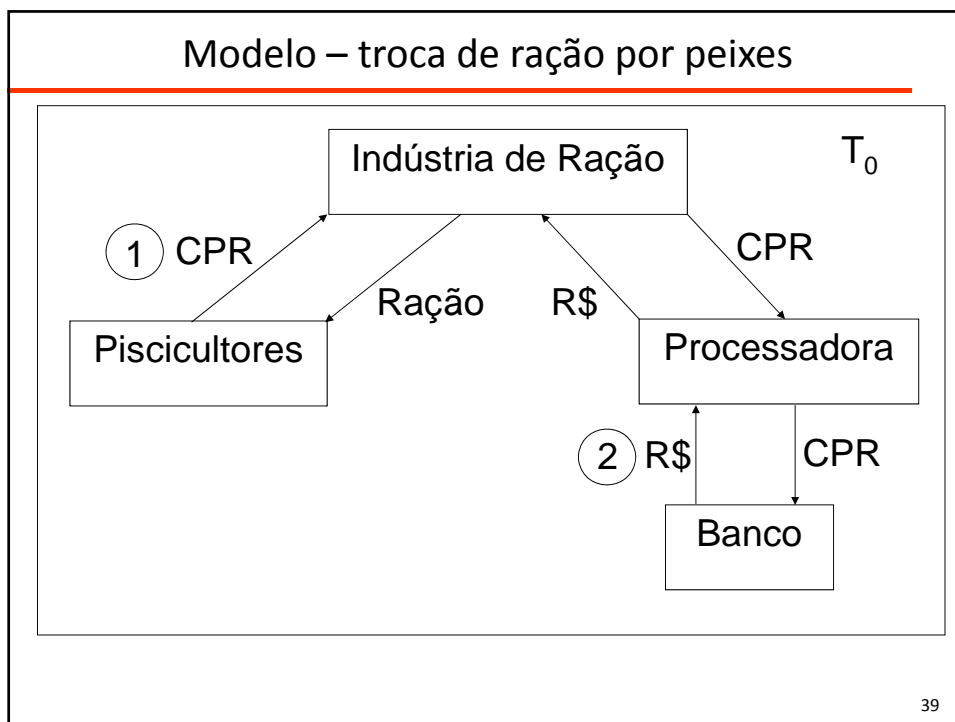 Modelo – troca de ração por peixes
Indústria de Ração
T0
1 CPR
CPR
Ração
R$
Piscicultores
Processadora
2 R$
CPR
Banco
39